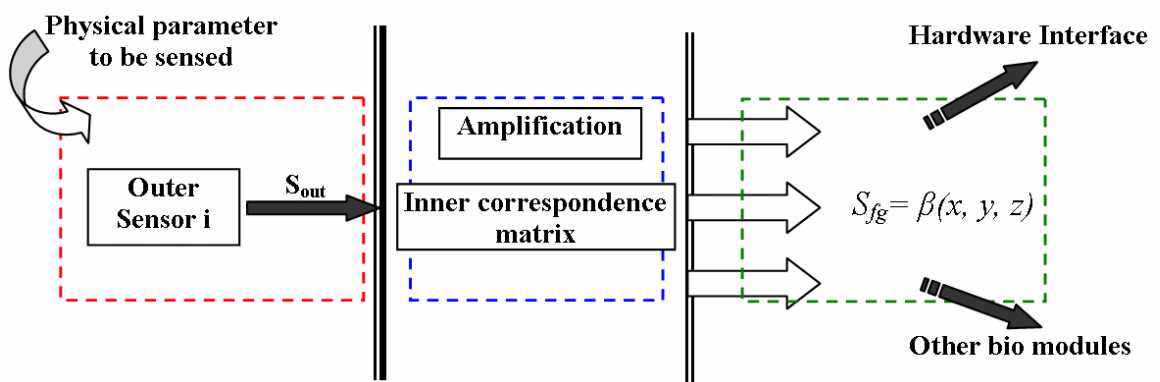 Physical parameter
to be sensed
Hardware Interface
Amplification
Outer
Sensor i
Sout
Inner correspondence
matrix
Sfg= β(x, y, z)
Other bio modules